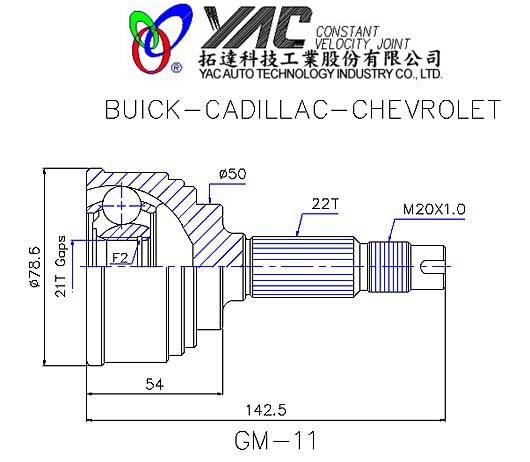 YAC CONSTANT
VELOCITY JOINT
®
拓達科技工業股份有限公司
YAC AUTO TECHNOLOGY INDUSTRY CO., LTD.
BUICK-CADILLAC-CHEVROLET
ø50
22T
M20X1.0
ø78.6
21T Gaps
F2
54
142.5
GM-11